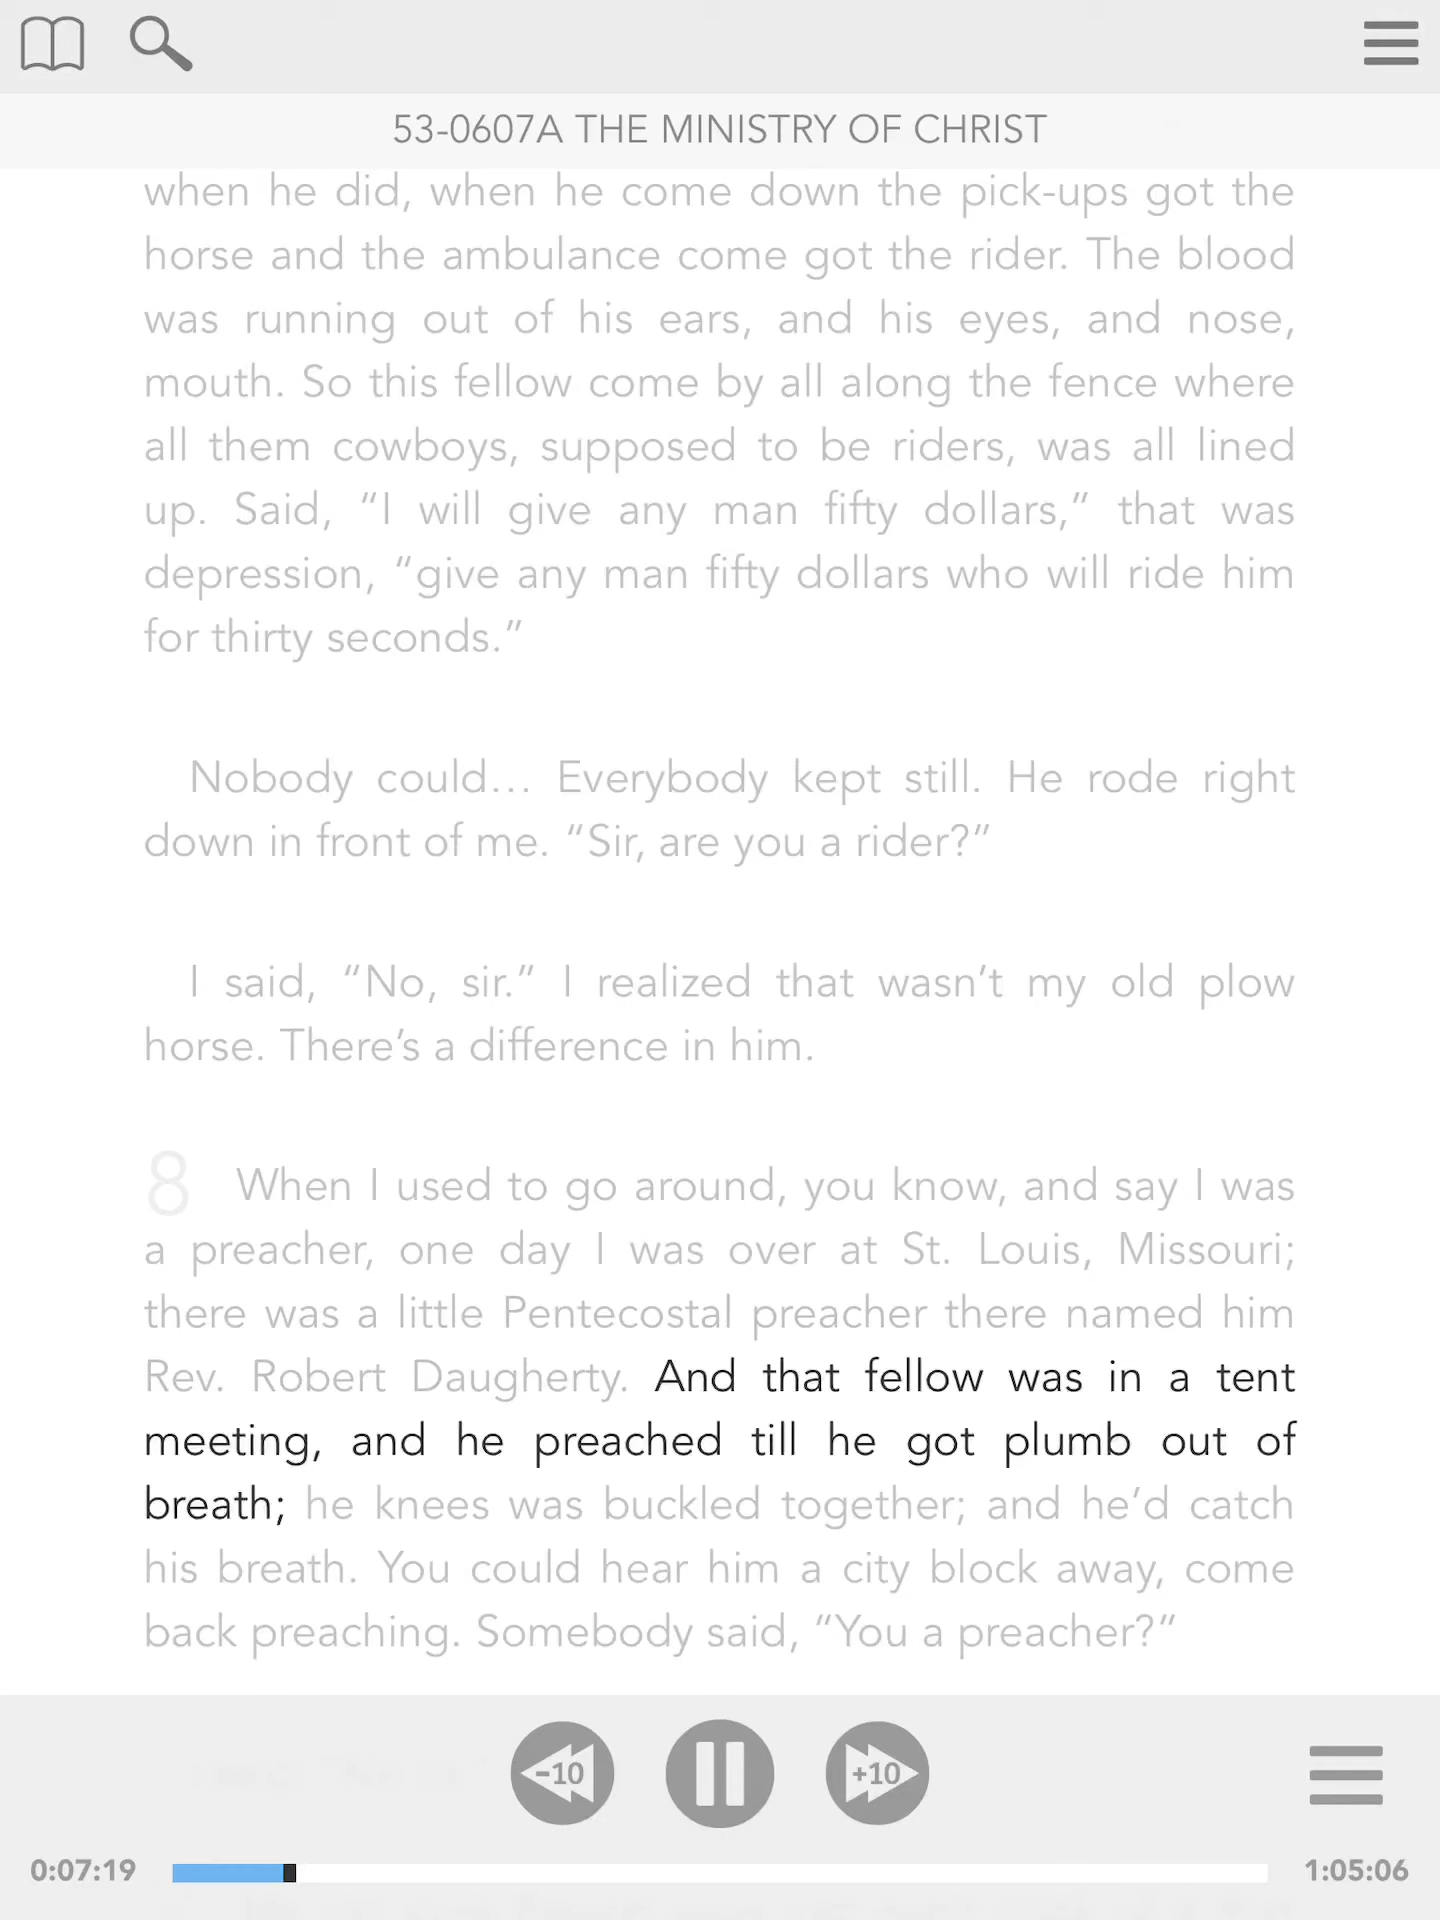 53-0607A THE MINISTRY OF CHRIST
when he did, when he come down the pick-ups got the
horse and the ambulance come got the rider. The blood
was running out of his ears, and his eyes, and nose,
mouth. So this fellow come by all along the fence where
all them cowboys, supposed to be riders, was all lined
up. Said, “I will give any man fifty dollars,” that was
depression, “give any man fifty dollars who will ride him
for thirty seconds.”
Nobody could… Everybody kept still. He rode right
down in front of me. “Sir, are you a rider?”
I said, “No, sir.” I realized that wasn’t my old plow
horse. There’s a difference in him.
8 When I used to go around, you know, and say I was
a preacher, one day I was over at St. Louis, Missouri;
there was a little Pentecostal preacher there named him
Rev. Robert Daugherty. And that fellow was in a tent
meeting, and he preached till he got plumb out of
breath; he knees was buckled together; and he’d catch
his breath. You could hear him a city block away, come
back preaching. Somebody said, “You a preacher?“
-10 +10
0:07:19 1:05:06